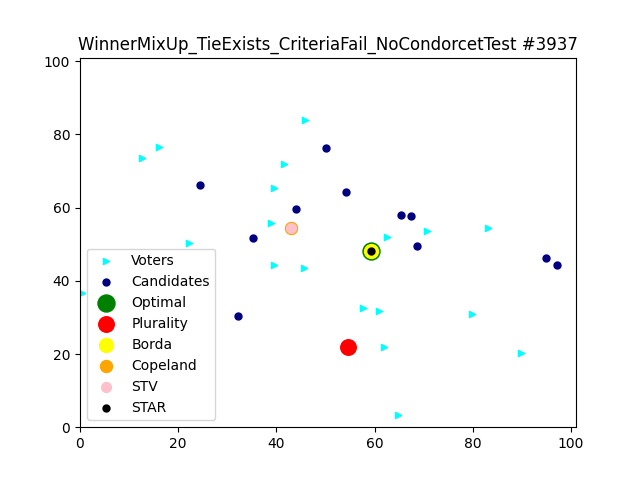 WinnerMixUp_TieExists_CriteriaFail_NoCondorcetTest #3937
100
80
60
40
20
0
Voters
Candidates
Optimal
Plurality
Borda
Copeland
STV
STAR
0 20 40 60 80 100